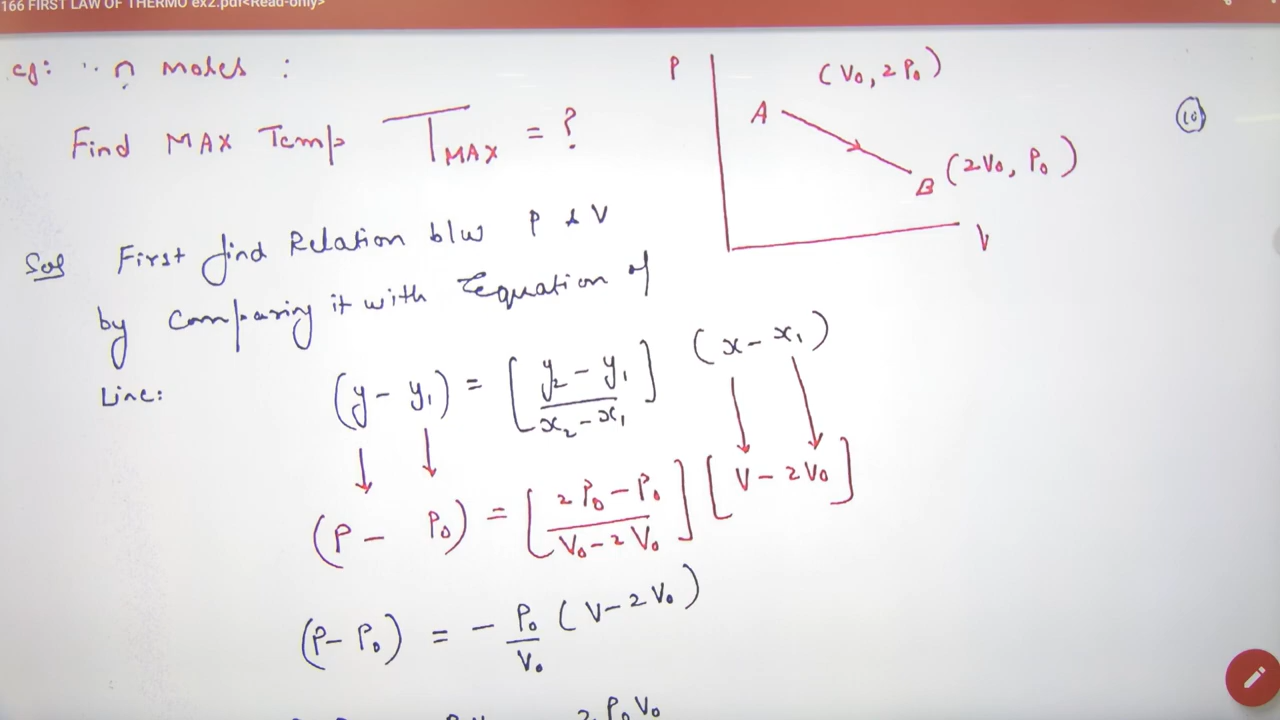 166 FIRST LAW OF THERMO ex2.pdf<Read-only>
eg: n moles :
Find MAX Temp T_MAX = ?
P
(V₀, 2P₀)
A
B (2V₀, P₀)
V
(10)
Sol First find Relation b/w P & V
by comparing it with Equation of
Line: (y - y₁) = [y₂ - y₁ / x₂ - x₁] (x - x₁)
(P - P₀) = [2P₀ - P₀ / V₀ - 2V₀] [V - 2V₀]
(P - P₀) = - P₀/V₀ (V - 2V₀)
2P₀V₀